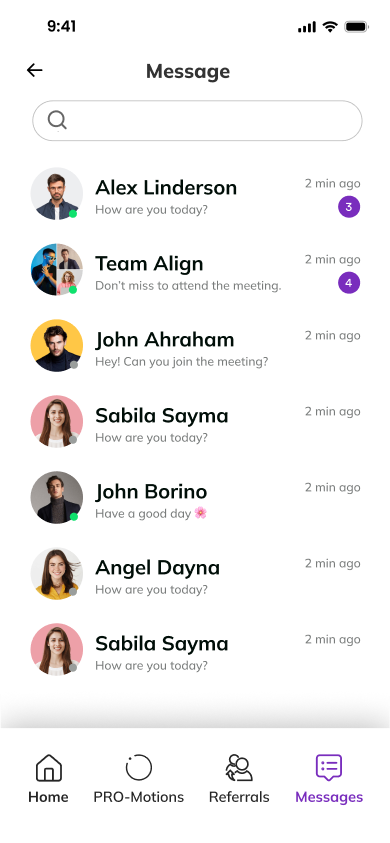 9:41
Message
Alex Linderson
2 min ago
How are you today?
3
Team Align
2 min ago
Don't miss to attend the meeting.
4
John Ahraham
2 min ago
Hey! Can you join the meeting?
Sabila Sayma
2 min ago
How are you today?
John Borino
2 min ago
Have a good day 🌸
Angel Dayna
2 min ago
How are you today?
Sabila Sayma
2 min ago
How are you today?
Home
PRO-Motions
Referrals
Messages